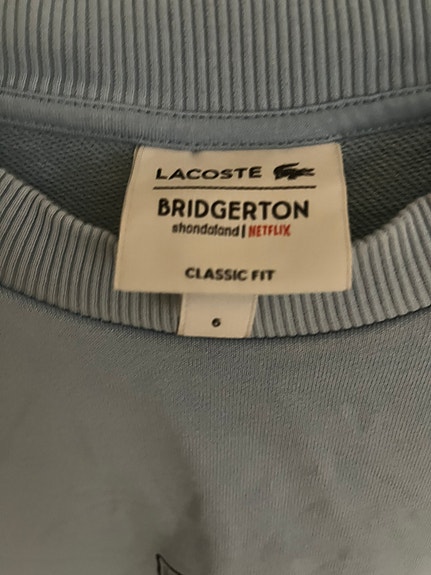 LACOSTE
BRIDGERTON
shondaland | NETFLIX
CLASSIC FIT
6